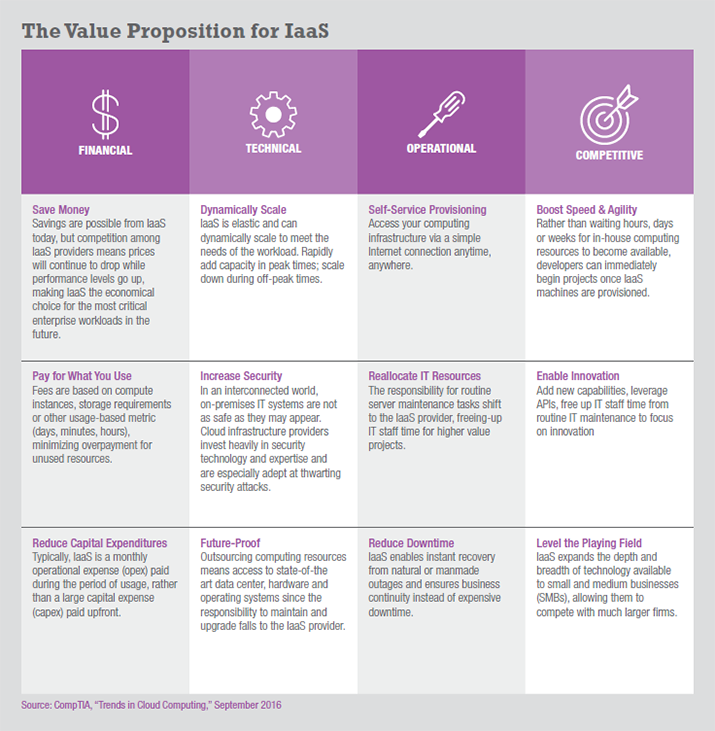 The Value Proposition for IaaS
FINANCIAL
TECHNICAL
OPERATIONAL
COMPETITIVE
Save Money
Savings are possible from IaaS
today, but competition among
IaaS providers means prices
will continue to drop while
performance levels go up,
making IaaS the economical
choice for the most critical
enterprise workloads in the
future.
Dynamically Scale
IaaS is elastic and can
dynamically scale to meet the
needs of the workload. Rapidly
add capacity in peak times; scale
down during off-peak times.
Self-Service Provisioning
Access your computing
infrastructure via a simple
Internet connection anytime,
anywhere.
Boost Speed & Agility
Rather than waiting hours, days
or weeks for in-house computing
resources to become available,
developers can immediately
begin projects once IaaS
machines are provisioned.
Pay for What You Use
Fees are based on compute
instances, storage requirements
or other usage-based metric
(days, minutes, hours),
minimizing overpayment for
unused resources.
Increase Security
In an interconnected world,
on-premises IT systems are not
as safe as they may appear.
Cloud infrastructure providers
invest heavily in security
technology and expertise and
are especially adept at thwarting
security attacks.
Reallocate IT Resources
The responsibility for routine
server maintenance tasks shift
to the IaaS provider, freeing-up
IT staff time for higher value
projects.
Enable Innovation
Add new capabilities, leverage
APIs, free up IT staff time from
routine IT maintenance to focus
on innovation
Reduce Capital Expenditures
Typically, IaaS is a monthly
operational expense (opex) paid
during the period of usage, rather
than a large capital expense
(capex) paid upfront.
Future-Proof
Outsourcing computing resources
means access to state-of-the
art data center, hardware and
operating systems since the
responsibility to maintain and
upgrade falls to the IaaS provider.
Reduce Downtime
IaaS enables instant recovery
from natural or manmade
outages and ensures business
continuity instead of expensive
downtime.
Level the Playing Field
IaaS expands the depth and
breadth of technology available
to small and medium businesses
(SMBs), allowing them to
compete with much larger firms.
Source: CompTIA, “Trends in Cloud Computing,” September 2016